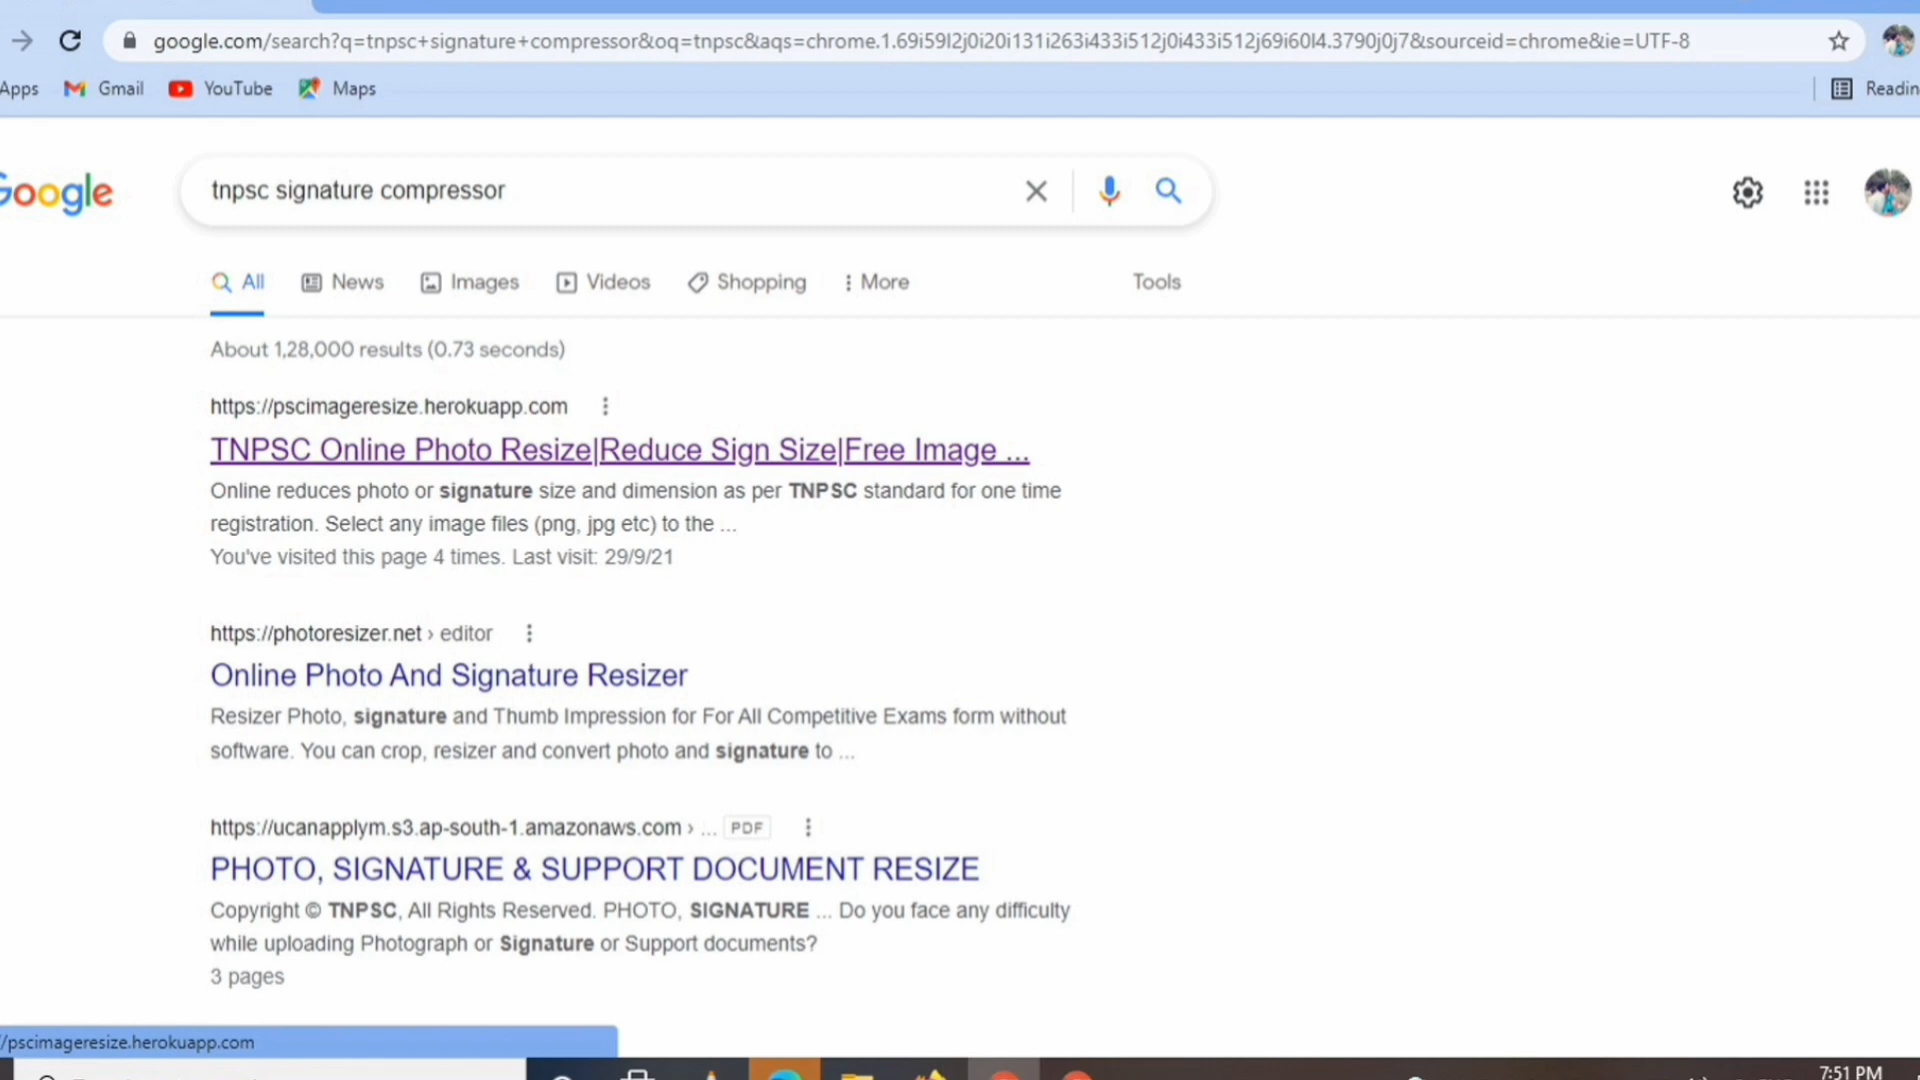 google.com/search?q=tnpsc+signature+compressor&oq=tnpsc&aqs=chrome.1.69i59l2j0i20i131i263i433i512j0i433i512j69i60l4.3790j0j7&sourceid=chrome&ie=UTF-8
Apps Gmail YouTube Maps Readin
Google tnpsc signature compressor
All News Images Videos Shopping More Tools
About 1,28,000 results (0.73 seconds)
https://pscimageresize.herokuapp.com
TNPSC Online Photo Resize|Reduce Sign Size|Free Image ...
Online reduces photo or signature size and dimension as per TNPSC standard for one time
registration. Select any image files (png, jpg etc) to the ...
You've visited this page 4 times. Last visit: 29/9/21
https://photoresizer.net › editor
Online Photo And Signature Resizer
Resizer Photo, signature and Thumb Impression for For All Competitive Exams form without
software. You can crop, resizer and convert photo and signature to ...
https://ucanapplym.s3.ap-south-1.amazonaws.com › ... PDF
PHOTO, SIGNATURE & SUPPORT DOCUMENT RESIZE
Copyright © TNPSC, All Rights Reserved. PHOTO, SIGNATURE ... Do you face any difficulty
while uploading Photograph or Signature or Support documents?
3 pages
/pscimageresize.herokuapp.com
7:51 PM